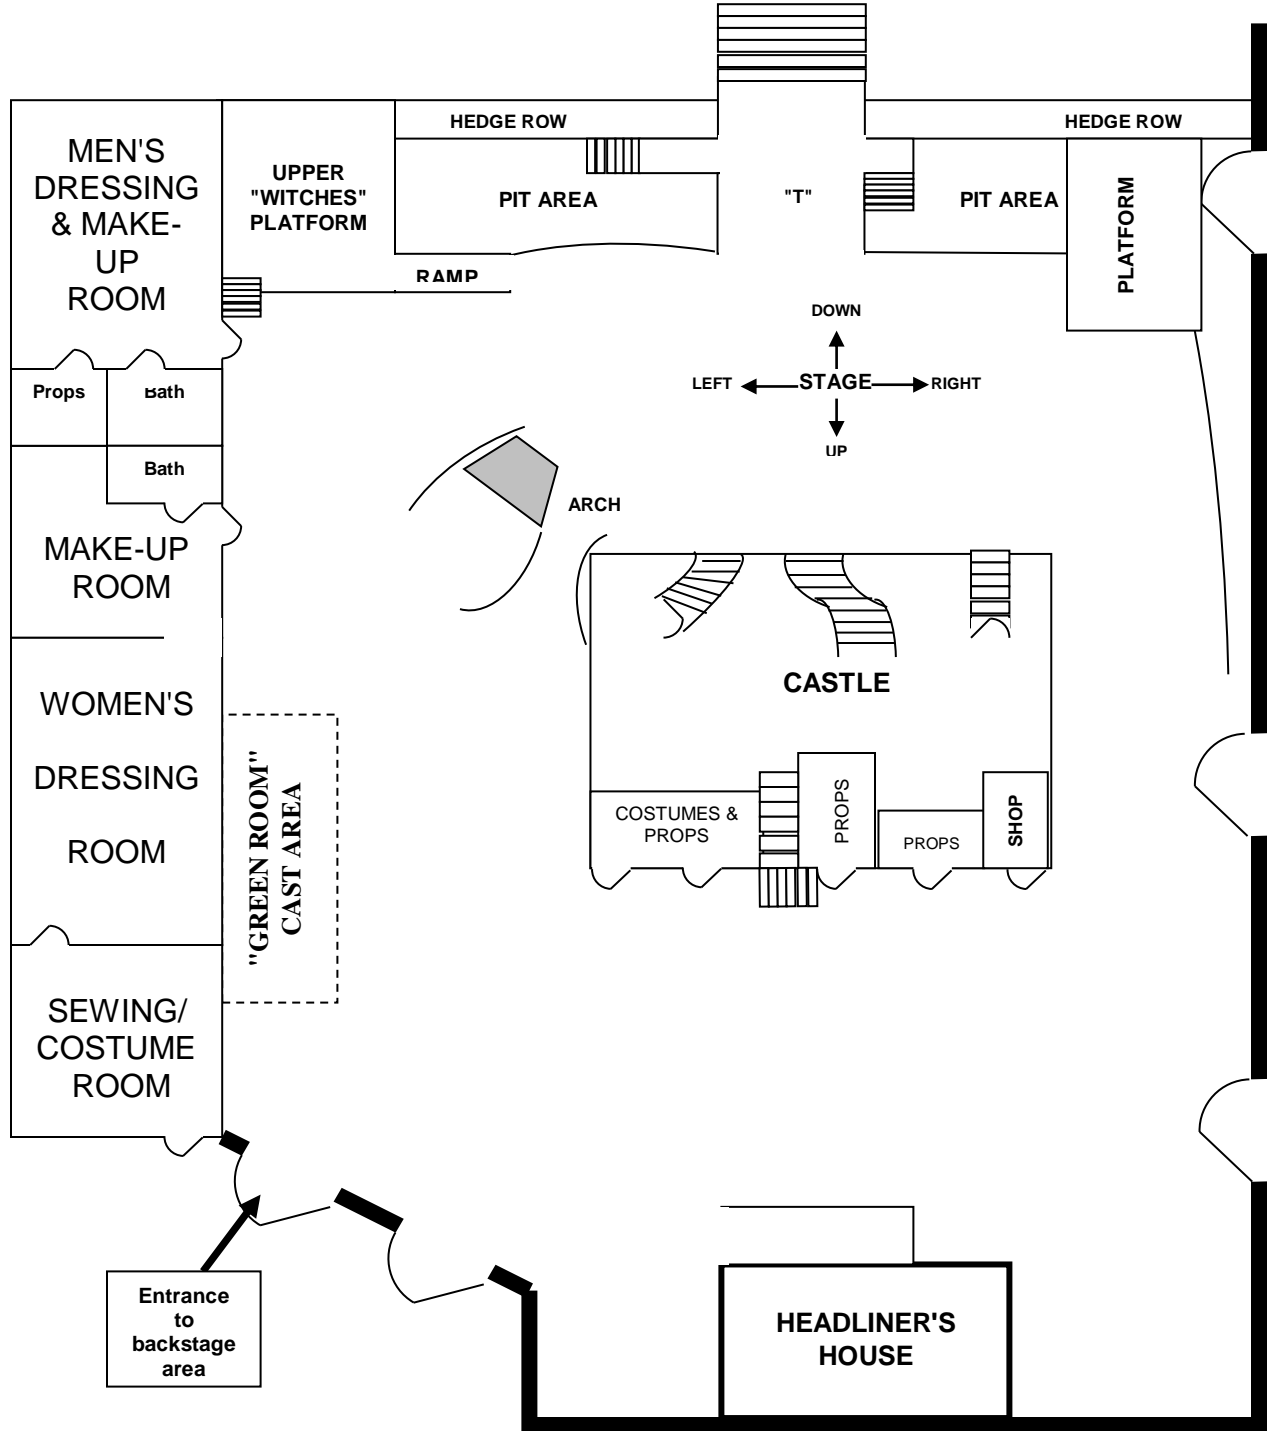 HEDGE ROW
HEDGE ROW
MEN'S
DRESSING
& MAKE-
UP
ROOM
UPPER
"WITCHES"
PLATFORM
PIT AREA
"T"
PIT AREA
PLATFORM
RAMP
DOWN
LEFT
STAGE
RIGHT
UP
Props
Bath
Bath
ARCH
MAKE-UP
ROOM
CASTLE
WOMEN'S
DRESSING
ROOM
"GREEN ROOM"
CAST AREA
COSTUMES &
PROPS
PROPS
PROPS
SHOP
SEWING/
COSTUME
ROOM
Entrance
to
backstage
area
HEADLINER'S
HOUSE